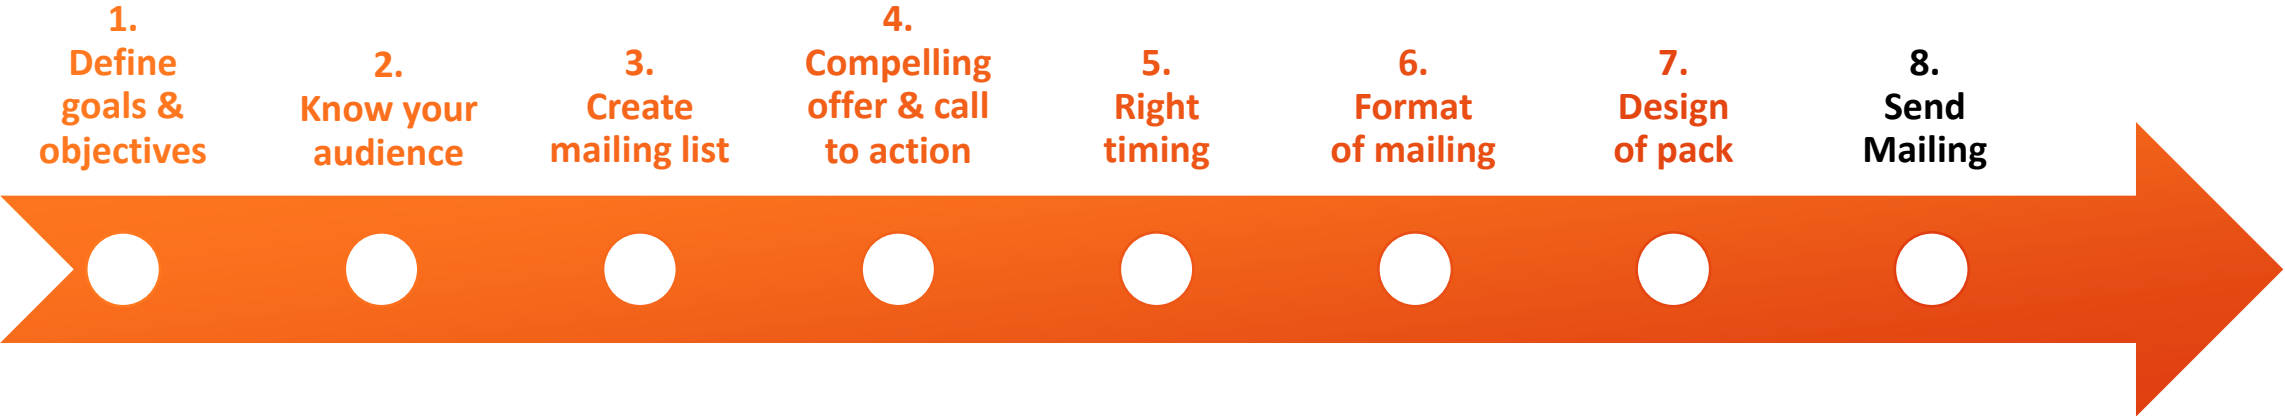 1.
Define
goals &
objectives
2.
Know your
audience
3.
Create
mailing list
4.
Compelling
offer & call
to action
5.
Right
timing
6.
Format
of mailing
7.
Design
of pack
8.
Send
Mailing